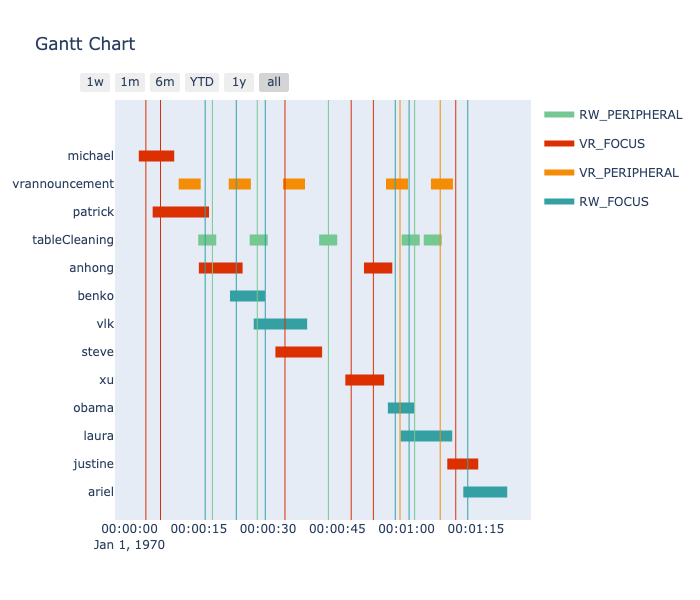 Gantt Chart
1w 1m 6m YTD 1y all
RW_PERIPHERAL
VR_FOCUS
VR_PERIPHERAL
RW_FOCUS
michael
vrannouncement
patrick
tableCleaning
anhong
benko
vlk
steve
xu
obama
laura
justine
ariel
00:00:00 00:00:15 00:00:30 00:00:45 00:01:00 00:01:15
Jan 1, 1970